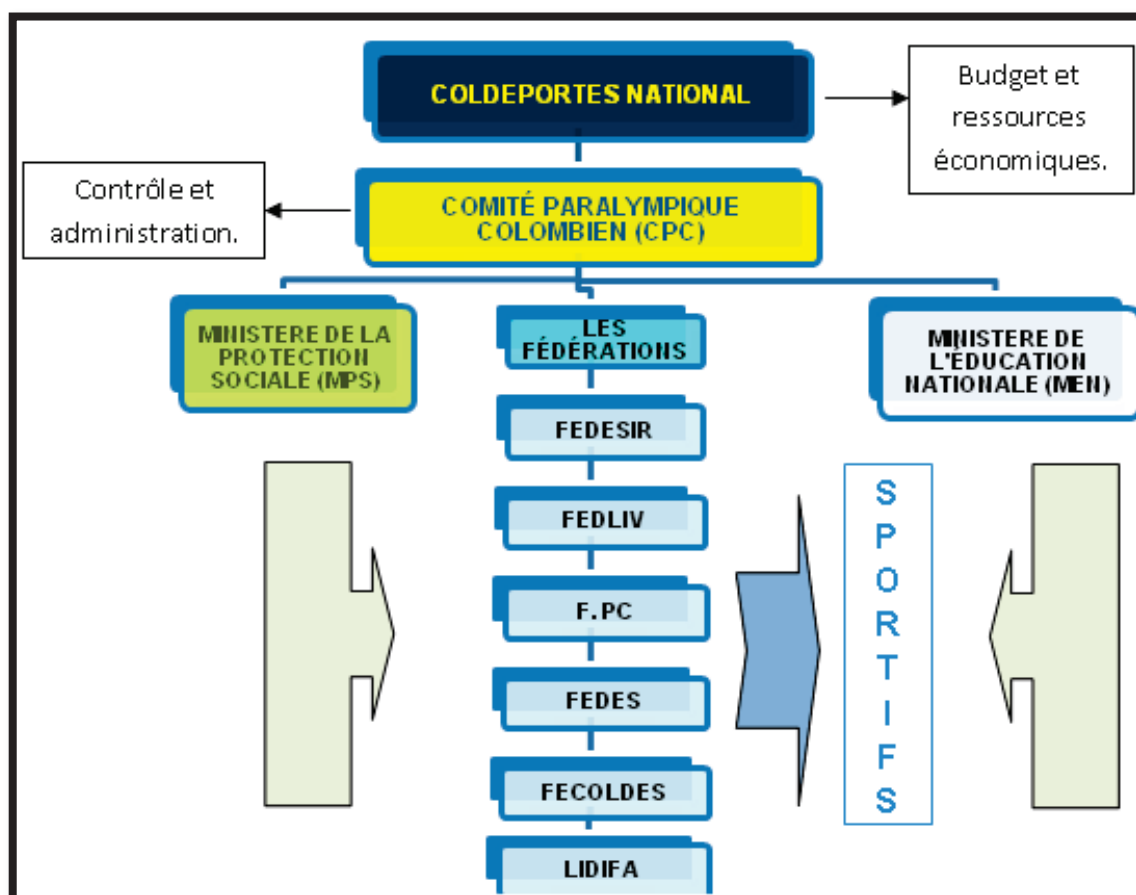 COLDEPORTES NATIONAL
Budget et
ressources
économiques.
Contrôle et
administration.
COMITÉ PARALYMPIQUE
COLOMBIEN (CPC)
MINISTERE DE LA
PROTECTION
SOCIALE (MPS)
LES
FÉDÉRATIONS
MINISTERE DE
L'ÉDUCATION
NATIONALE (MEN)
FEDESIR
FEDLIV
F.PC
FEDES
FECOLDES
LIDIFA
S
P
O
R
T
I
F
S